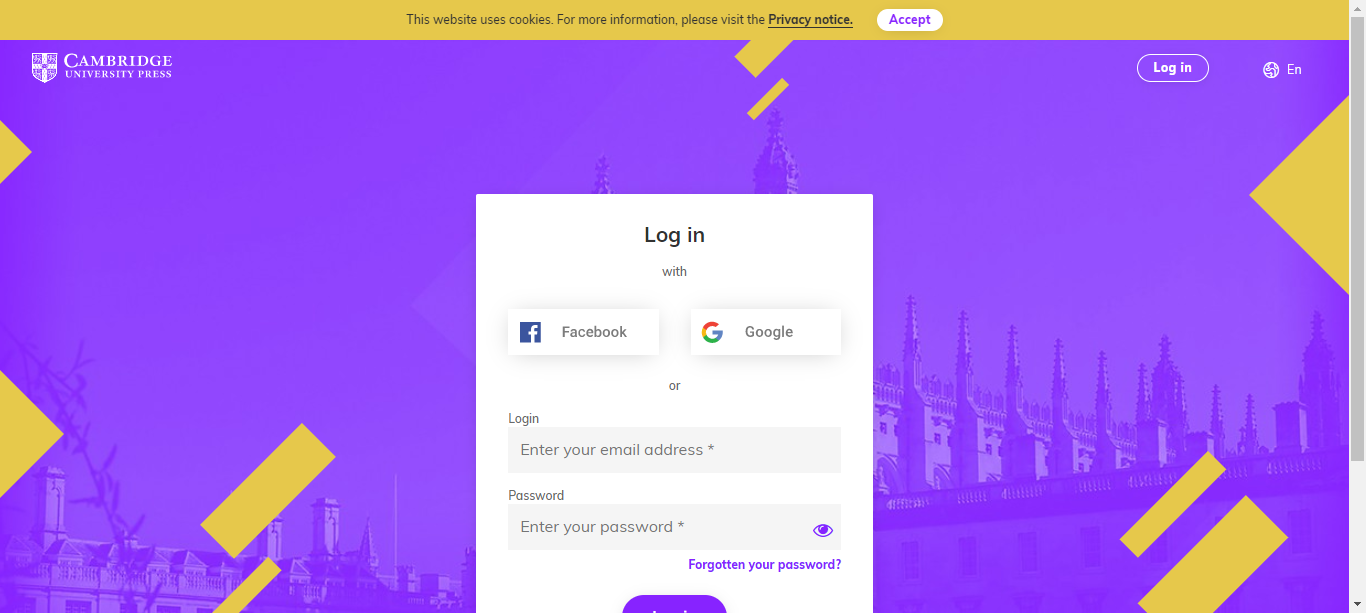 This website uses cookies. For more information, please visit the Privacy notice. Accept
CAMBRIDGE
UNIVERSITY PRESS
Log in
En
Log in
with
Facebook
Google
or
Login
Enter your email address *
Password
Enter your password *
Forgotten your password?